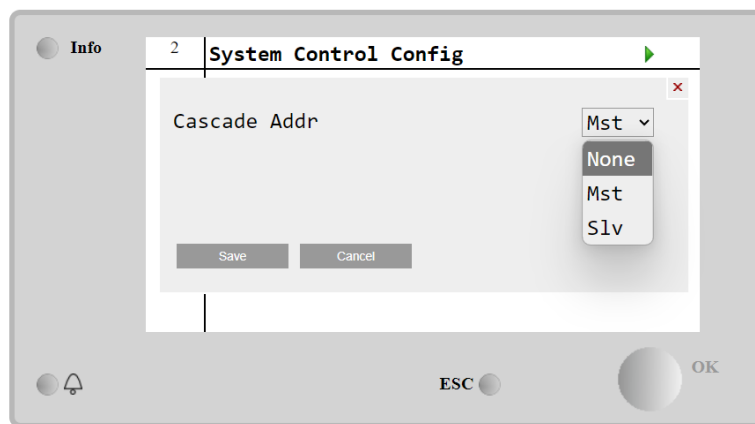 Info
2
System Control Config
x
Cascade Addr
Mst
None
Mst
Slv
Save
Cancel
ESC
OK